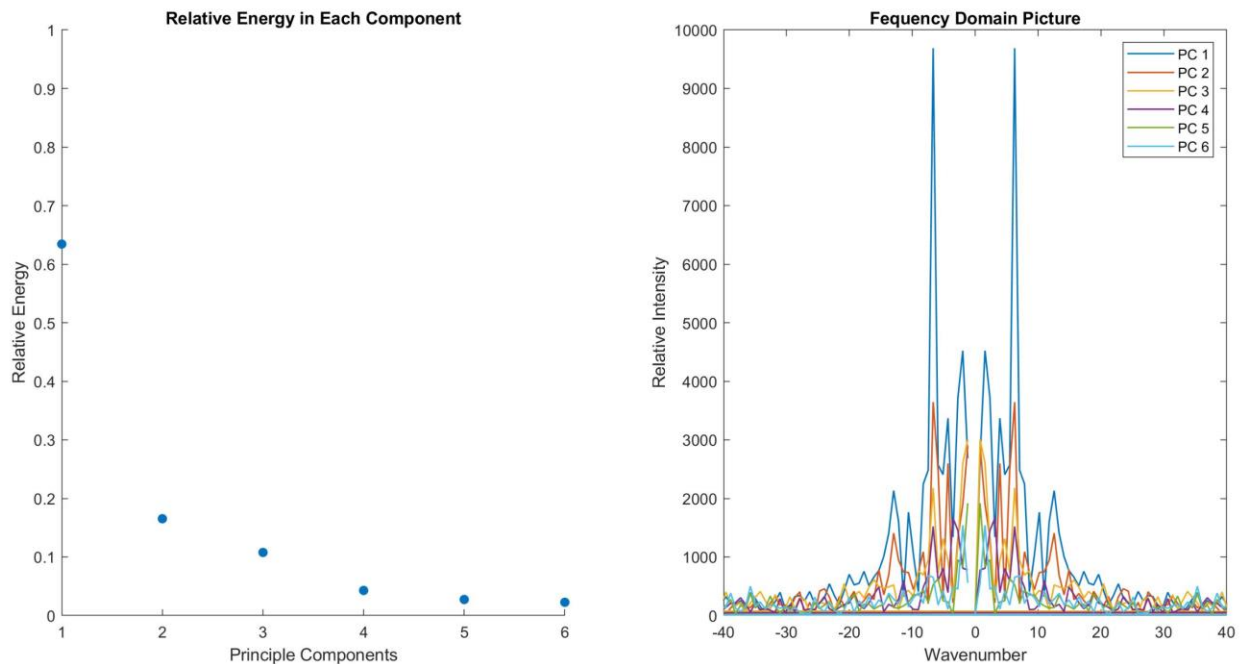 Relative Energy in Each Component
1
0.9
0.8
0.7
0.6
0.5
0.4
0.3
0.2
0.1
0
Relative Energy
1 2 3 4 5 6
Principle Components
Fequency Domain Picture
10000
9000
8000
7000
6000
5000
4000
3000
2000
1000
0
Relative Intensity
-40 -30 -20 -10 0 10 20 30 40
Wavenumber
PC 1
PC 2
PC 3
PC 4
PC 5
PC 6